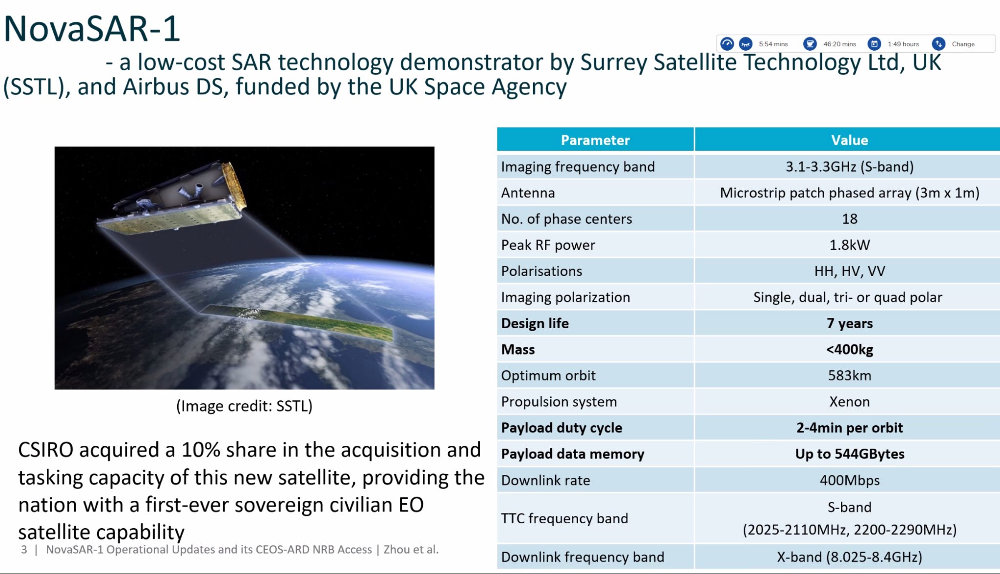 NovaSAR-1
5:54 mins 46:20 mins 1:49 hours Change
- a low-cost SAR technology demonstrator by Surrey Satellite Technology Ltd, UK
(SSTL), and Airbus DS, funded by the UK Space Agency
(Image credit: SSTL)
CSIRO acquired a 10% share in the acquisition and
tasking capacity of this new satellite, providing the
nation with a first-ever sovereign civilian EO
satellite capability
Parameter Value
Imaging frequency band 3.1-3.3GHz (S-band)
Antenna Microstrip patch phased array (3m x 1m)
No. of phase centers 18
Peak RF power 1.8kW
Polarisations HH, HV, VV
Imaging polarization Single, dual, tri- or quad polar
Design life 7 years
Mass <400kg
Optimum orbit 583km
Propulsion system Xenon
Payload duty cycle 2-4min per orbit
Payload data memory Up to 544GBytes
Downlink rate 400Mbps
TTC frequency band S-band
(2025-2110MHz, 2200-2290MHz)
Downlink frequency band X-band (8.025-8.4GHz)
3 | NovaSAR-1 Operational Updates and its CEOS-ARD NRB Access | Zhou et al.